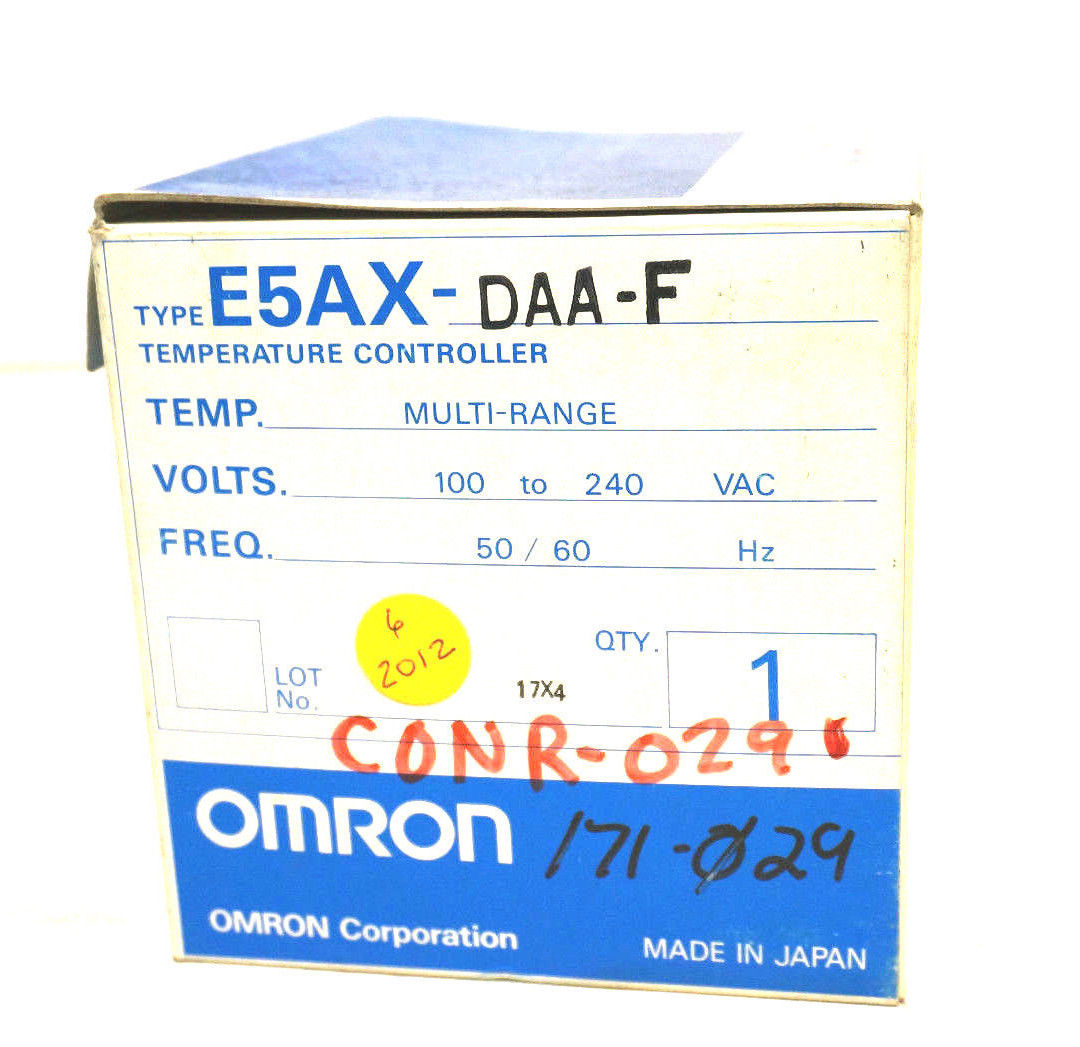 TYPE E5AX-DAA-F
TEMPERATURE CONTROLLER
TEMP. MULTI-RANGE
VOLTS. 100 to 240 VAC
FREQ. 50 / 60 Hz
6
2012
LOT No. 17X4
QTY. 1
CONR-029
OMRON
171-029
OMRON Corporation
MADE IN JAPAN